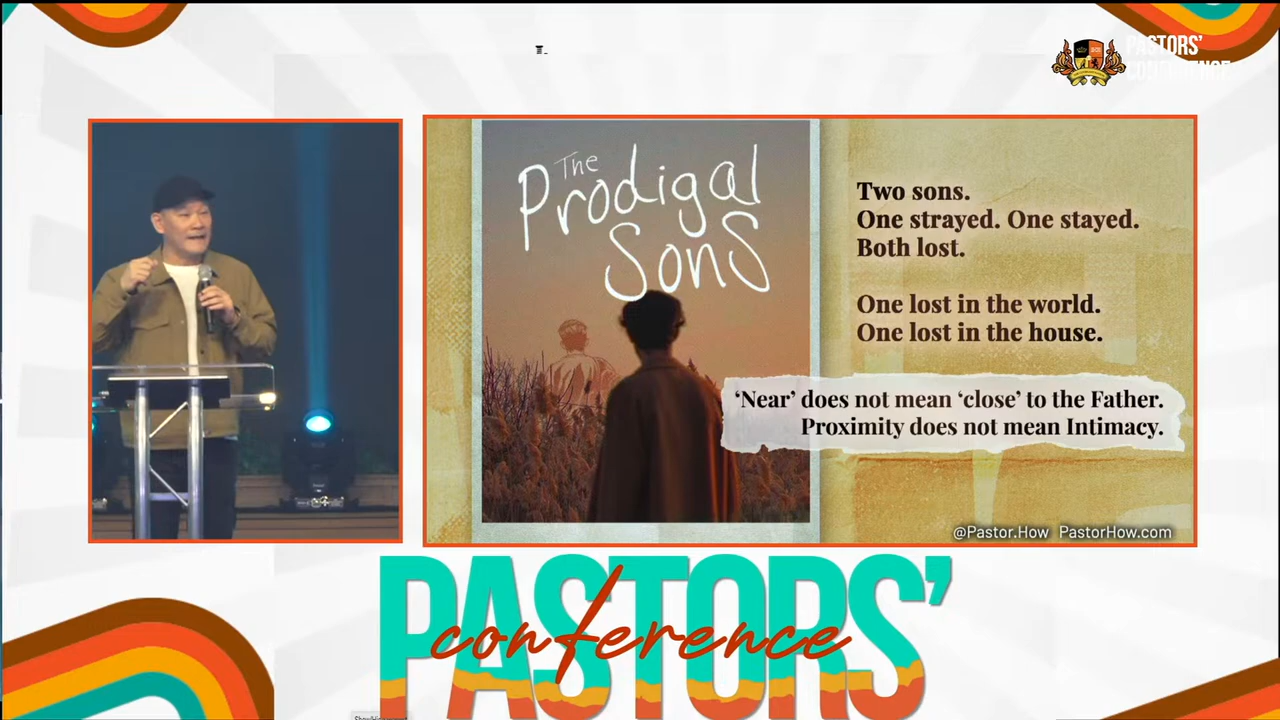 PASTORS'
CONFERENCE
The
Prodigal
Sons
Two sons.
One strayed. One stayed.
Both lost.
One lost in the world.
One lost in the house.
‘Near’ does not mean ‘close’ to the Father.
Proximity does not mean Intimacy.
@Pastor.How PastorHow.com
PASTORS’
conference